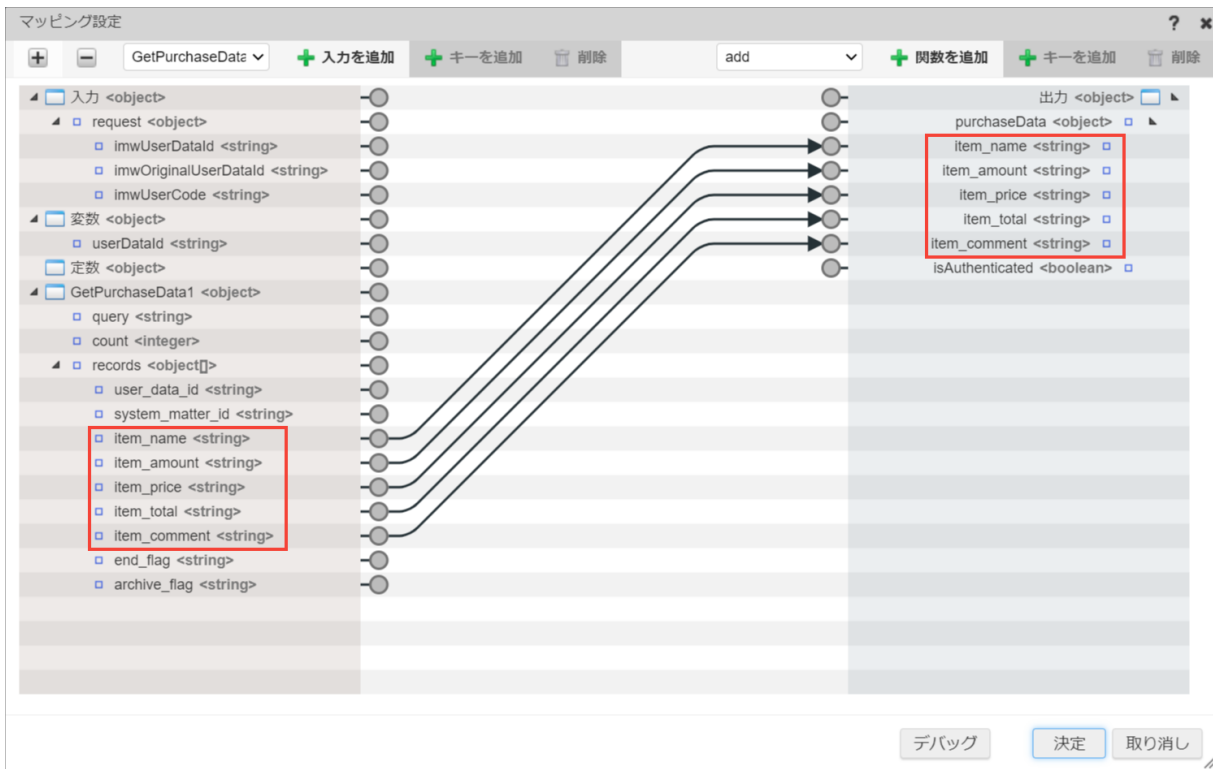 マッピング設定 ? ×
+ − GetPurchaseData 入力を追加 キーを追加 削除 add 関数を追加 キーを追加 削除
入力 <object> 出力 <object>
request <object> purchaseData <object>
imwUserDataId <string> item_name <string>
imwOriginalUserDataId <string> item_amount <string>
imwUserCode <string> item_price <string>
変数 <object> item_total <string>
userDataId <string> item_comment <string>
定数 <object> isAuthenticated <boolean>
GetPurchaseData1 <object>
query <string>
count <integer>
records <object[]>
user_data_id <string>
system_matter_id <string>
item_name <string>
item_amount <string>
item_price <string>
item_total <string>
item_comment <string>
end_flag <string>
archive_flag <string>
デバッグ 決定 取り消し